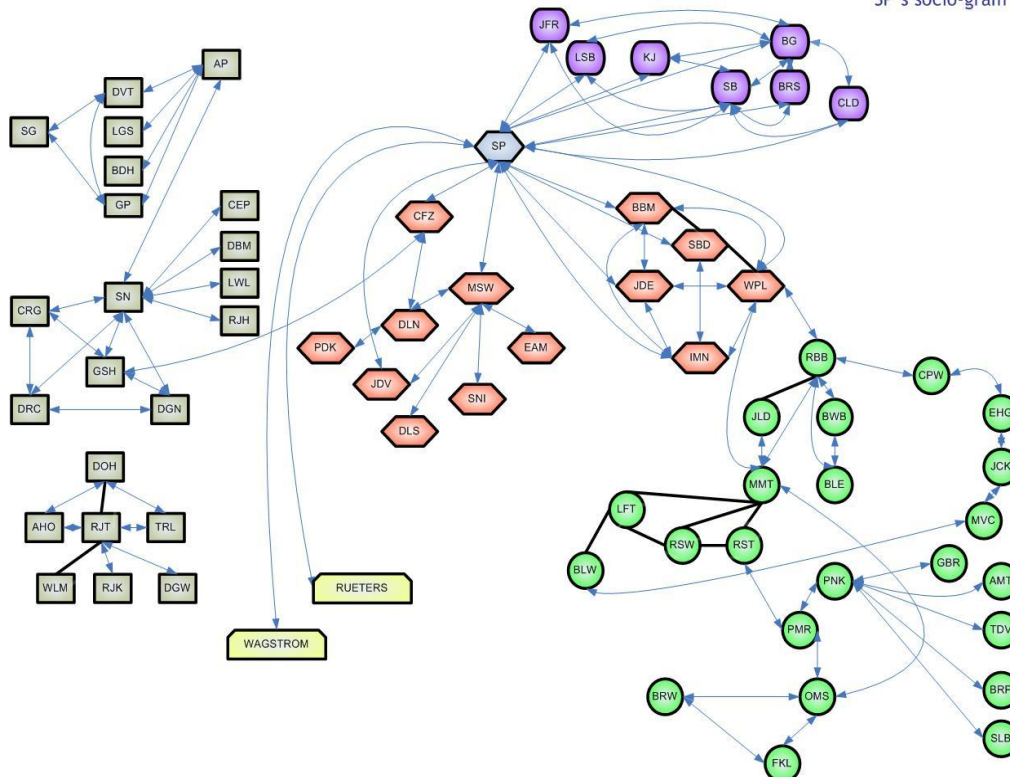 SP's socio-gram
JFR
BG
LSB
KJ
SB
BRS
CLD
AP
DVT
SG
LGS
BDH
GP
SP
CEP
DBM
SN
LWL
CRG
RJH
GSH
DRC
DGN
CFZ
MSW
DLN
PDK
EAM
JDV
SNI
DLS
BBM
SBD
JDE
WPL
IMN
RBB
CPW
JLD
BWB
EHG
JCK
MMT
BLE
LFT
MVC
RSW
RST
BLW
GBR
PNK
AMT
PMR
TDV
BRW
OMS
SLB
FKL
DOH
AHO
RJT
TRL
WLM
RJK
DGW
RUETERS
WAGSTROM